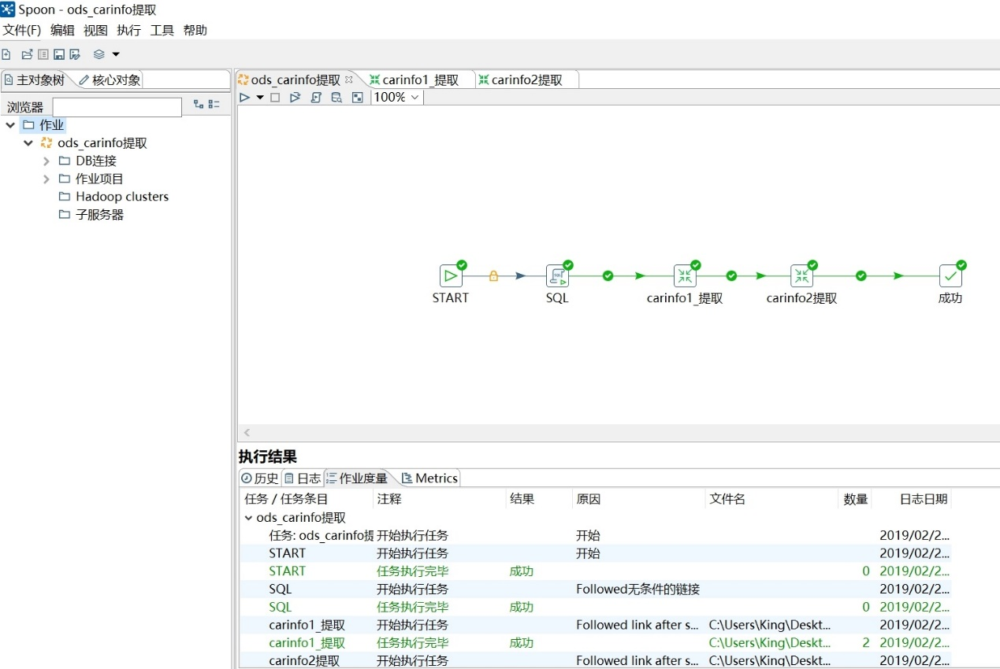 Spoon - ods_carinfo提取
文件(F) 编辑 视图 执行 工具 帮助
主对象树 核心对象
ods_carinfo提取 carinfo1_提取 carinfo2提取
浏览器
100%
作业
ods_carinfo提取
DB连接
作业项目
Hadoop clusters
子服务器
START SQL carinfo1_提取 carinfo2提取 成功
执行结果
历史 日志 作业度量 Metrics
任务 / 任务条目 注释 结果 原因 文件名 数量 日志日期
ods_carinfo提取
任务: ods_carinfo提 开始执行任务 开始 2019/02/2...
START 开始执行任务 开始 2019/02/2...
START 任务执行完毕 成功 0 2019/02/2...
SQL 开始执行任务 Followed无条件的链接 2019/02/2...
SQL 任务执行完毕 成功 0 2019/02/2...
carinfo1_提取 开始执行任务 Followed link after s... C:\Users\King\Deskt... 2019/02/2...
carinfo1_提取 任务执行完毕 成功 C:\Users\King\Deskt... 2 2019/02/2...
carinfo2提取 开始执行任务 Followed link after s... C:\Users\King\Deskt... 2019/02/2...